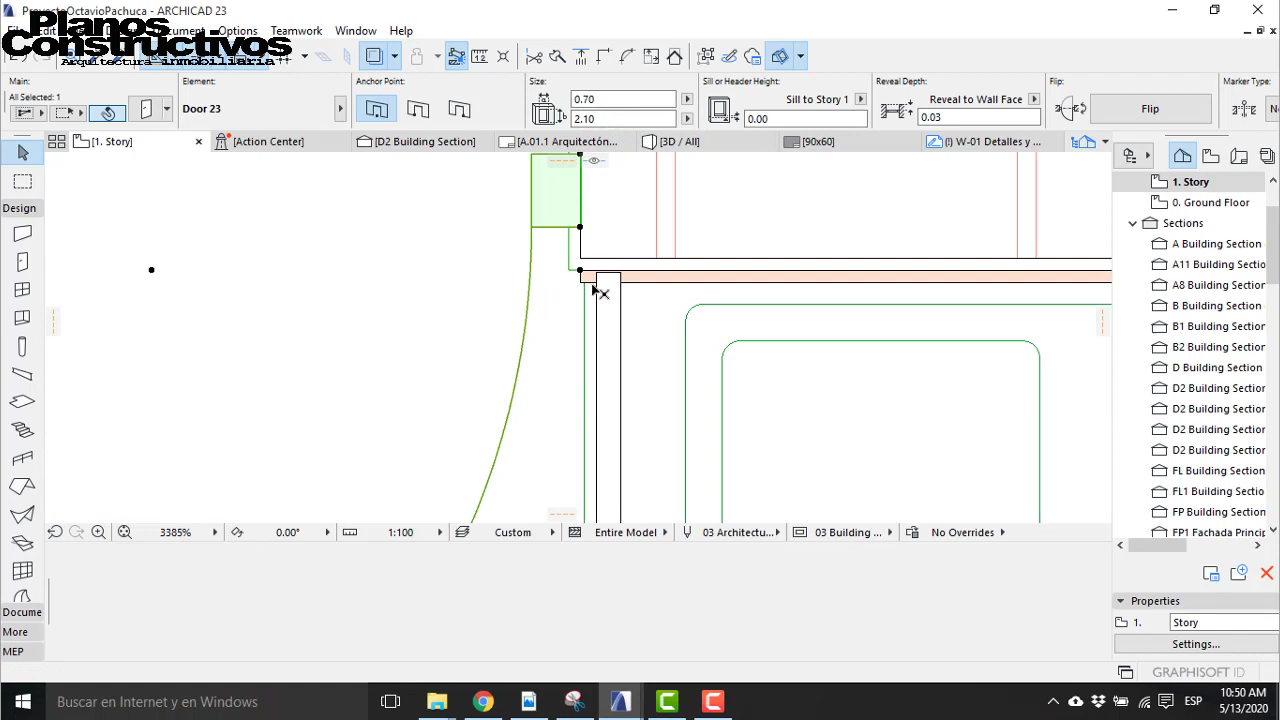 ProyectoOctavioPachuca - ARCHICAD 23
Planos
Constructivos
Arquitectura inmobiliaria
Options Teamwork Window Help
Main: Element: Anchor Point: Size: Sill or Header Height: Reveal Depth: Flip: Marker Type:
All Selected: 1
Door 23
0.70
2.10
Sill to Story 1
0.00
Reveal to Wall Face
0.03
Flip
[1. Story] [Action Center] [D2 Building Section] [A.01.1 Arquitectón... [3D / All] [90x60] (!) W-01 Detalles y ...
Design
1. Story
0. Ground Floor
Sections
A Building Section
A11 Building Sectio
A8 Building Section
B Building Section
B1 Building Section
B2 Building Section
D Building Section
D2 Building Section
D2 Building Section
D2 Building Section
D2 Building Section
FL Building Section
FL1 Building Section
FP Building Section
FP1 Fachada Princip
3385% 0.00° 1:100 Custom Entire Model 03 Architectu... 03 Building ... No Overrides
Properties
1. Story
Settings...
Docume
More
MEP
GRAPHISOFT ID
Buscar en Internet y en Windows
ESP
10:50 AM
5/13/2020